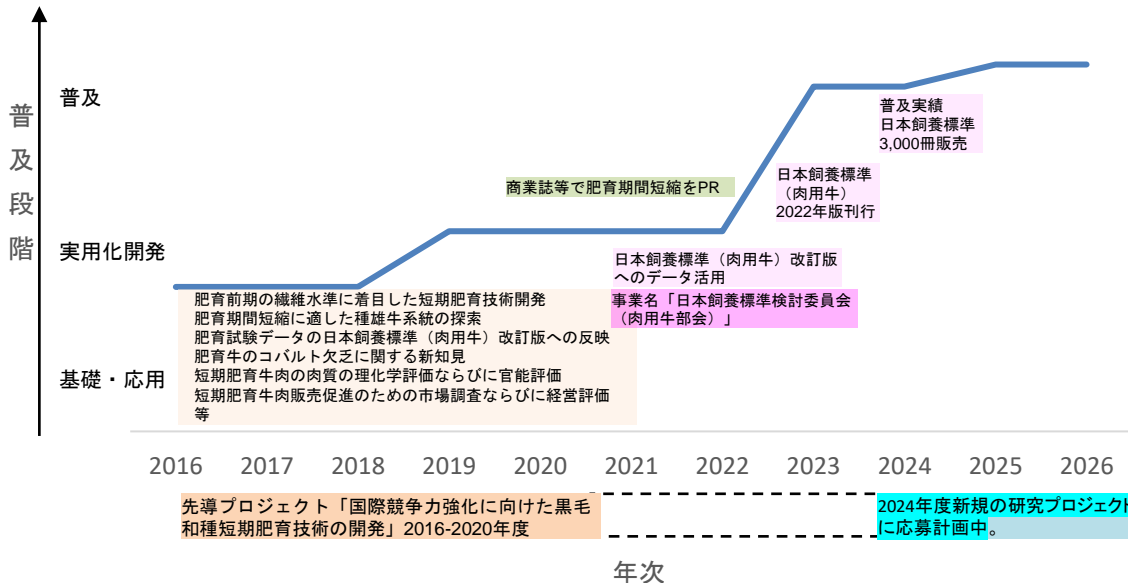 普及段階
普及
実用化開発
基礎・応用
普及実績
日本飼養標準
3,000冊販売
商業誌等で肥育期間短縮をPR
日本飼養標準
（肉用牛）
2022年版刊行
日本飼養標準（肉用牛）改訂版
へのデータ活用
事業名「日本飼養標準検討委員会
（肉用牛部会）」
肥育前期の繊維水準に着目した短期肥育技術開発
肥育期間短縮に適した種雄牛系統の探索
肥育試験データの日本飼養標準（肉用牛）改訂版への反映
肥育牛のコバルト欠乏に関する新知見
短期肥育牛肉の肉質の理化学評価ならびに官能評価
短期肥育牛肉販売促進のための市場調査ならびに経営評価
等
2016 2017 2018 2019 2020 2021 2022 2023 2024 2025 2026
先導プロジェクト「国際競争力強化に向けた黒毛
和種短期肥育技術の開発」2016-2020年度
2024年度新規の研究プロジェクト
に応募計画中。
年次